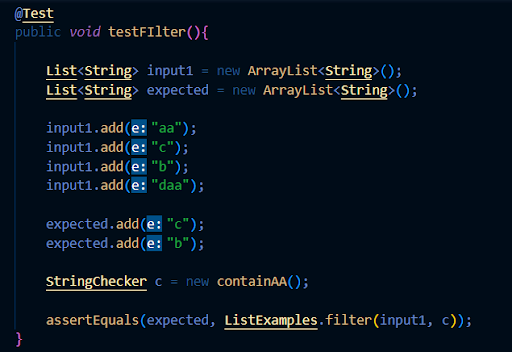 @Test
public void testFIlter(){
List<String> input1 = new ArrayList<String>();
List<String> expected = new ArrayList<String>();
input1.add(e:"aa");
input1.add(e:"c");
input1.add(e:"b");
input1.add(e:"daa");
expected.add(e:"c");
expected.add(e:"b");
StringChecker c = new containAA();
assertEquals(expected, ListExamples.filter(input1, c));
}